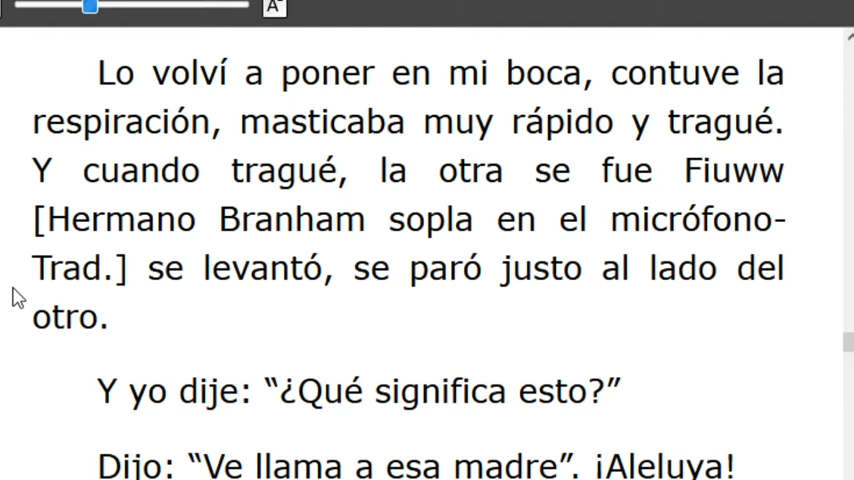 A
Lo volví a poner en mi boca, contuve la
respiración, masticaba muy rápido y tragué.
Y cuando tragué, la otra se fue Fiuww
[Hermano Branham sopla en el micrófono-
Trad.] se levantó, se paró justo al lado del
otro.
Y yo dije: “¿Qué significa esto?”
Dijo: “Ve llama a esa madre”. ¡Aleluya!